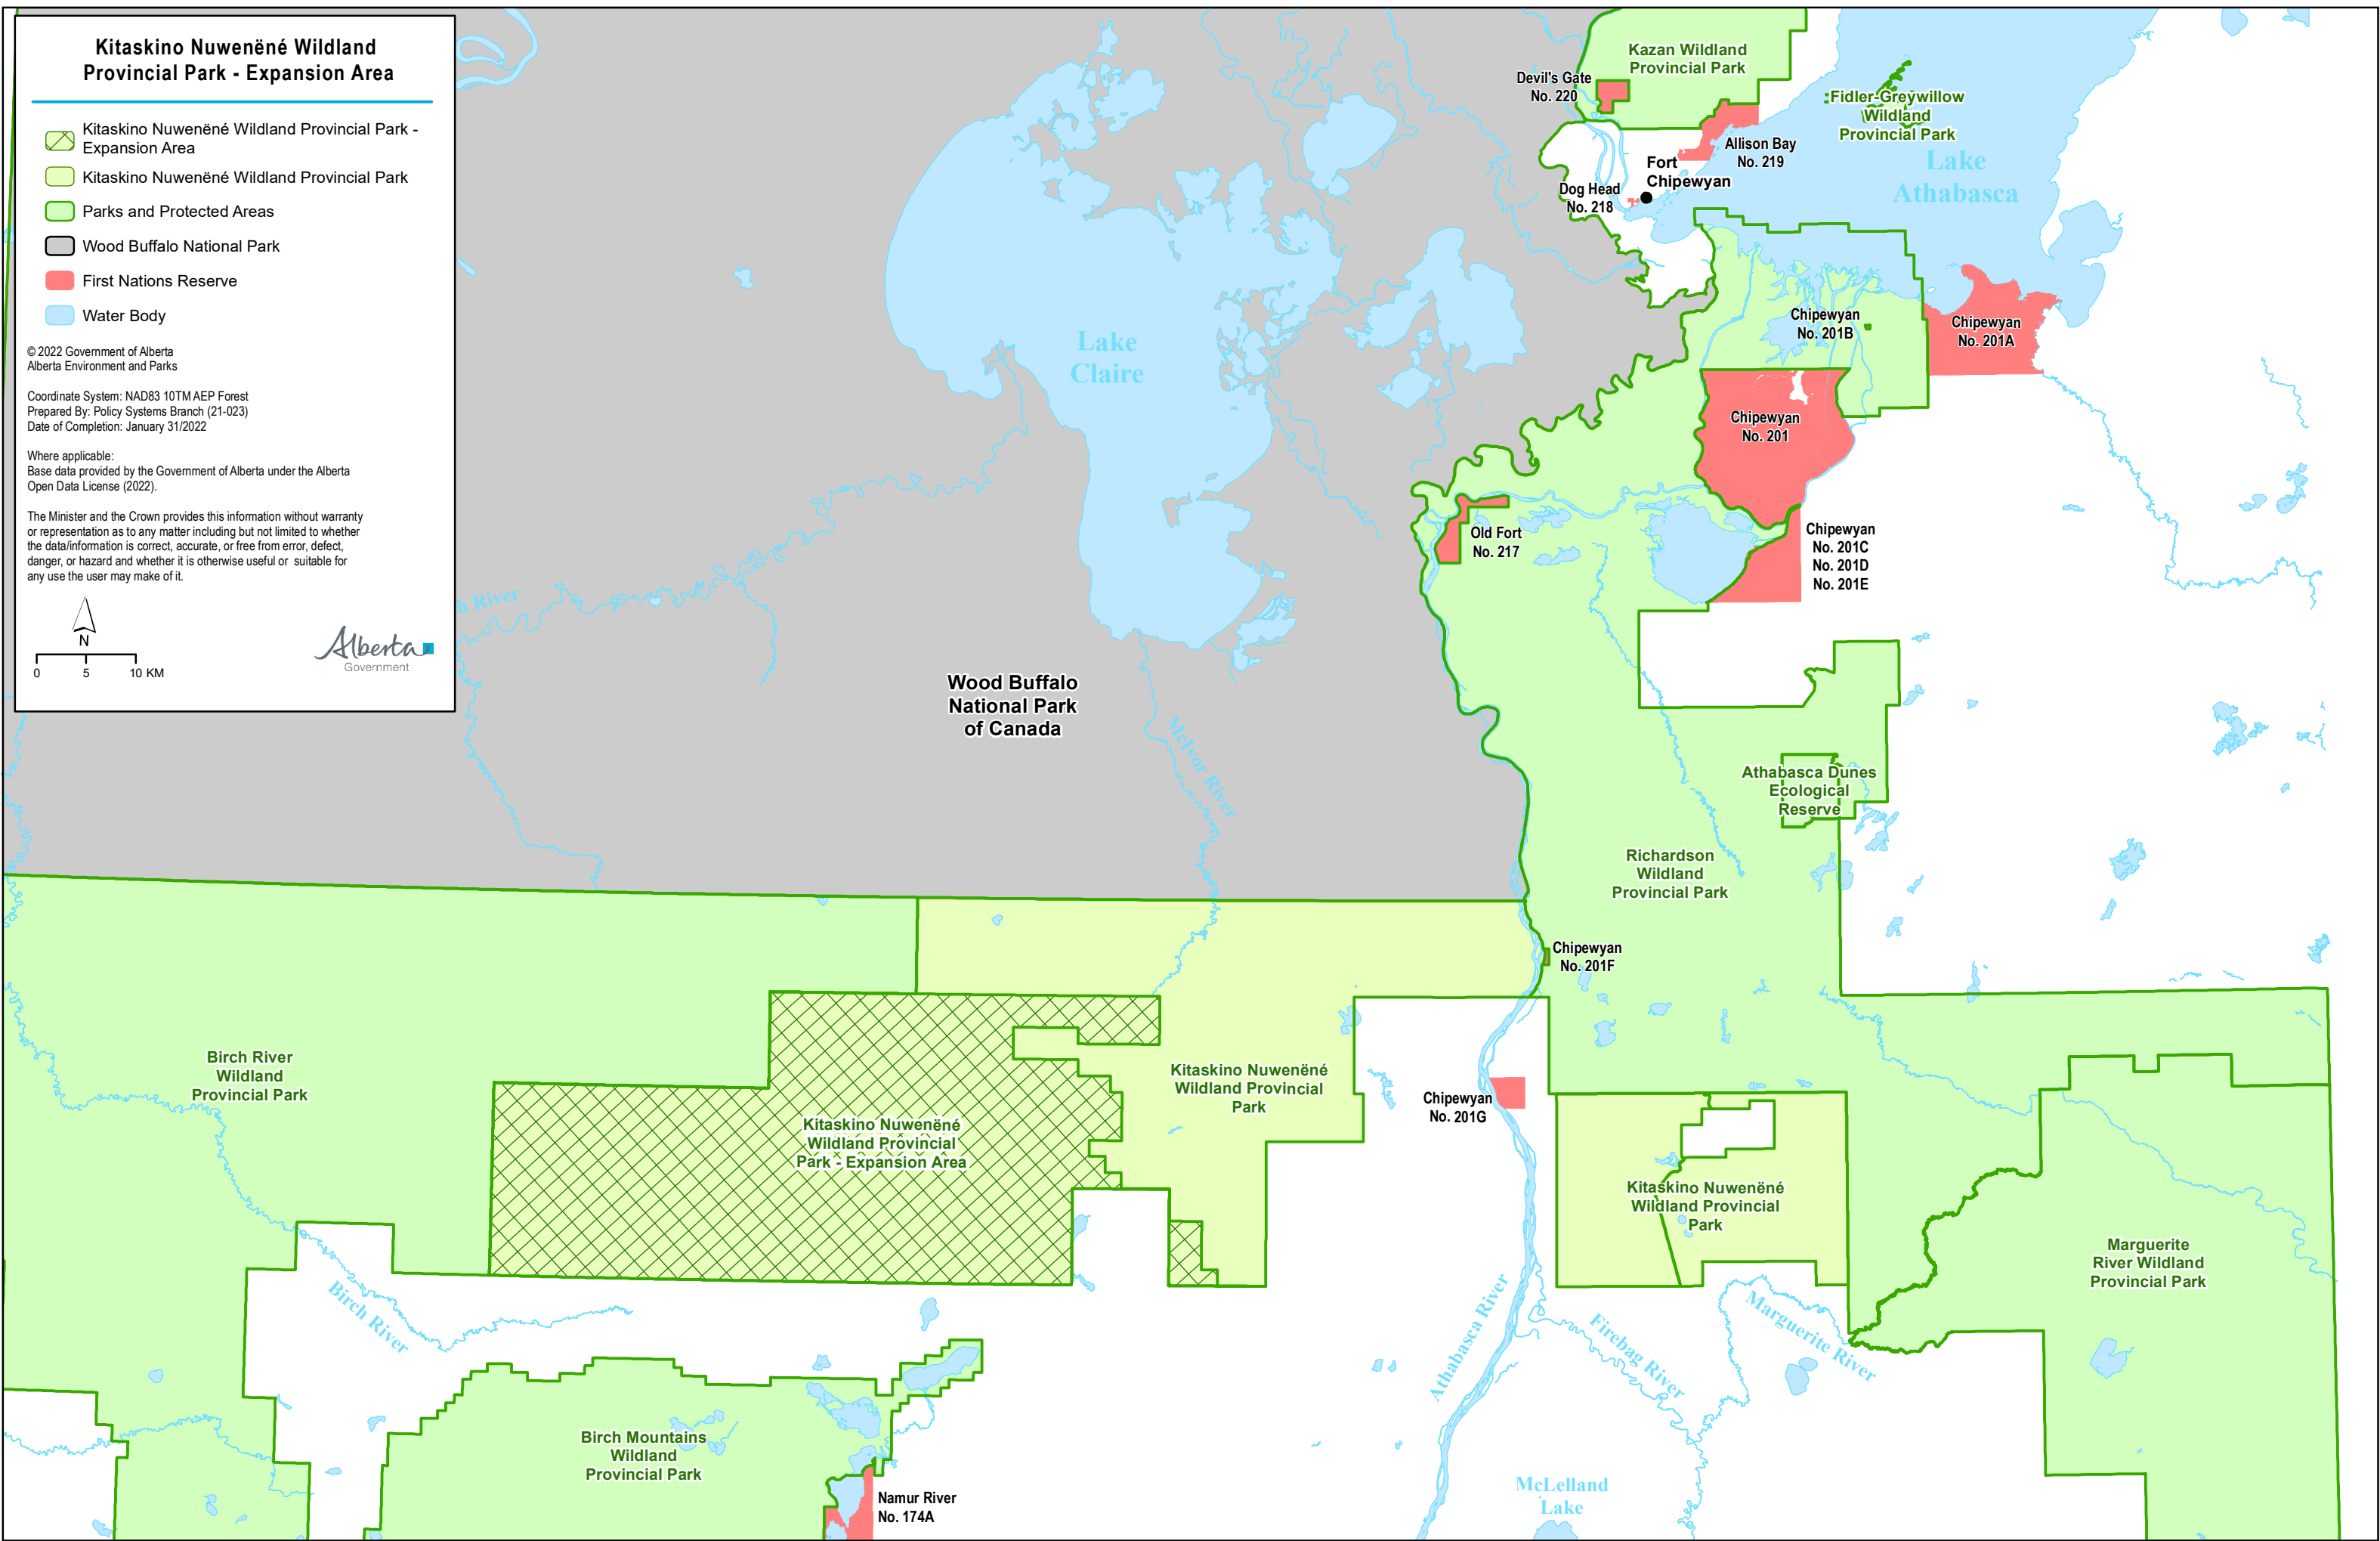 Kitaskino Nuwenëné Wildland
Provincial Park - Expansion Area
Kitaskino Nuwenëné Wildland Provincial Park -
Expansion Area
Kitaskino Nuwenëné Wildland Provincial Park
Parks and Protected Areas
Wood Buffalo National Park
First Nations Reserve
Water Body
© 2022 Government of Alberta
Alberta Environment and Parks
Coordinate System: NAD83 10TM AEP Forest
Prepared By: Policy Systems Branch (21-023)
Date of Completion: January 31/2022
Where applicable:
Base data provided by the Government of Alberta under the Alberta
Open Data License (2022).
The Minister and the Crown provides this information without warranty
or representation as to any matter including but not limited to whether
the data/information is correct, accurate, or free from error, defect,
danger, or hazard and whether it is otherwise useful or suitable for
any use the user may make of it.
N
0 5 10 KM
Alberta
Government
Kazan Wildland
Provincial Park
Devil's Gate
No. 220
Fidler-Greywillow
Wildland
Provincial Park
Allison Bay
No. 219
Fort
Chipewyan
Lake
Athabasca
Dog Head
No. 218
Chipewyan
No. 201B
Chipewyan
No. 201A
Lake
Claire
Chipewyan
No. 201
Old Fort
No. 217
Chipewyan
No. 201C
No. 201D
No. 201E
h River
Wood Buffalo
National Park
of Canada
McIvor River
Athabasca Dunes
Ecological
Reserve
Richardson
Wildland
Provincial Park
Chipewyan
No. 201F
Birch River
Wildland
Provincial Park
Kitaskino Nuwenëné
Wildland Provincial
Park
Chipewyan
No. 201G
Kitaskino Nuwenëné
Wildland Provincial
Park - Expansion Area
Kitaskino Nuwenëné
Wildland Provincial
Park
Marguerite
River Wildland
Provincial Park
Birch River
Athabasca River
Firebag River
Marguerite River
Birch Mountains
Wildland
Provincial Park
Namur River
No. 174A
McLelland
Lake